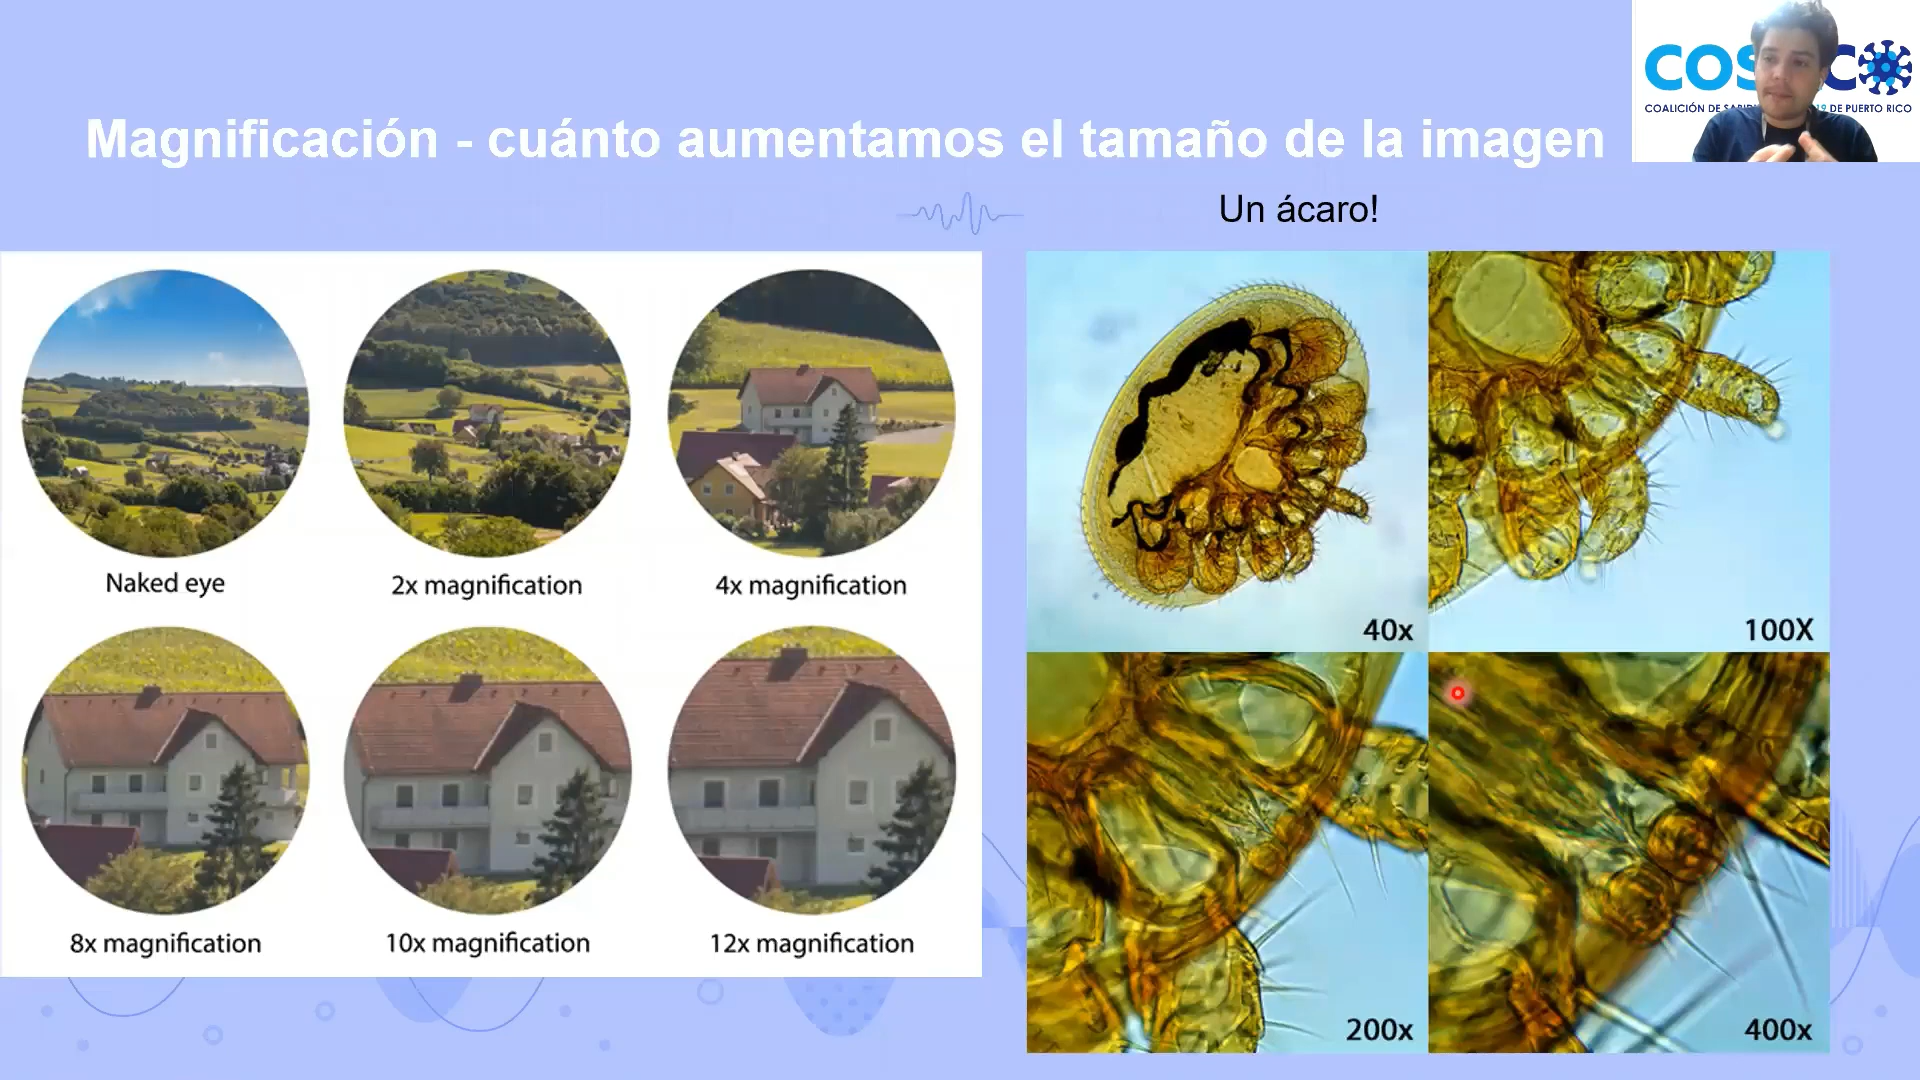 Magnificación - cuánto aumentamos el tamaño de la imagen
COALICIÓN DE DE PUERTO RICO
Un ácaro!
Naked eye
2x magnification
4x magnification
8x magnification
10x magnification
12x magnification
40x
100X
200x
400x